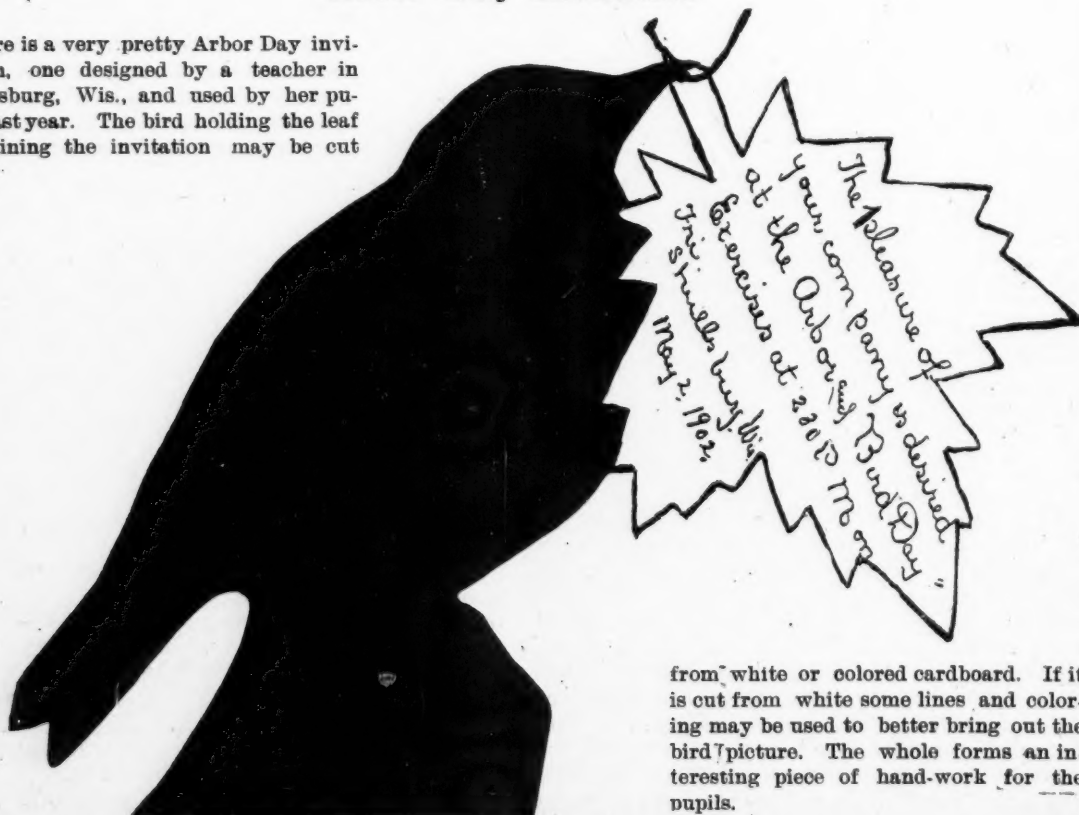 re is a very pretty Arbor Day invi-
n, one designed by a teacher in
sburg, Wis., and used by her pu-
ast year. The bird holding the leaf
ining the invitation may be cut
The pleasure of
your company is desired
at the Arbor and Bird Day"
Exercises at 2 30 P M on
Fri.
Shullsburg, Wis.
May 2, 1902.
from white or colored cardboard. If it
is cut from white some lines and color-
ing may be used to better bring out the
bird picture. The whole forms an in
teresting piece of hand-work for the
pupils.